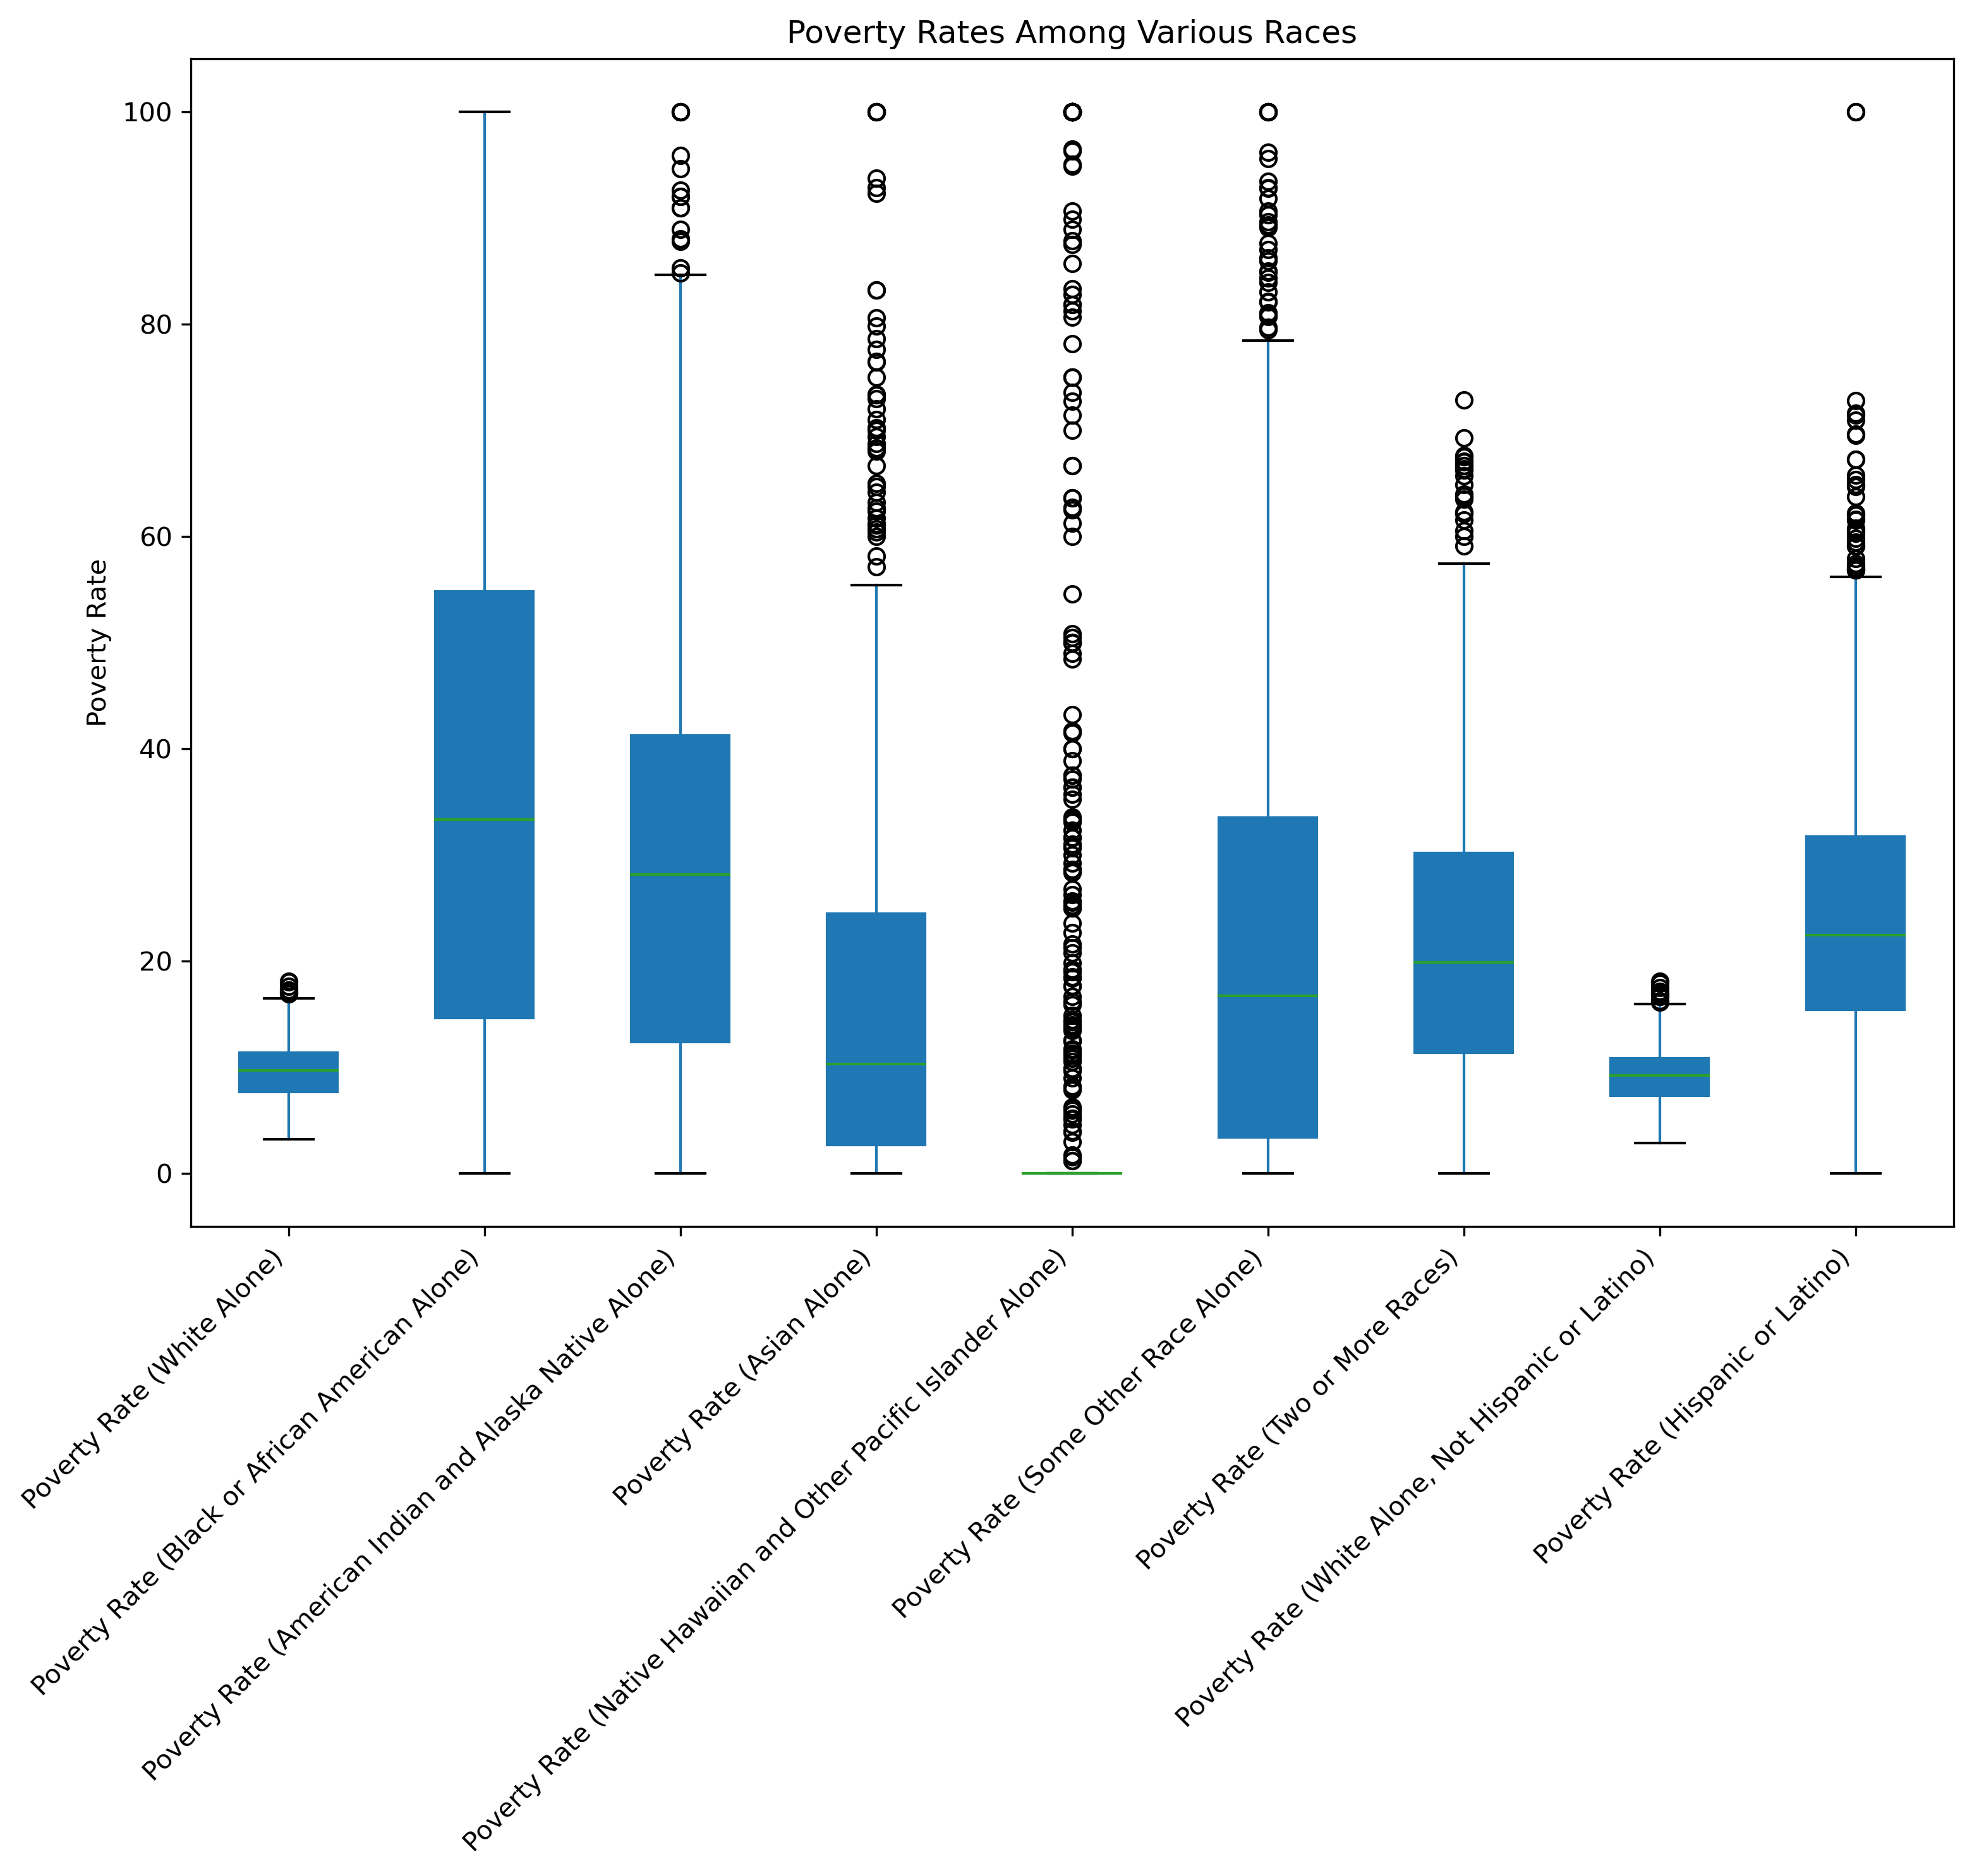 Poverty Rates Among Various Races
Poverty Rate
100
80
60
40
20
0
Poverty Rate (White Alone)
Poverty Rate (Black or African American Alone)
Poverty Rate (American Indian and Alaska Native Alone)
Poverty Rate (Asian Alone)
Poverty Rate (Native Hawaiian and Other Pacific Islander Alone)
Poverty Rate (Some Other Race Alone)
Poverty Rate (Two or More Races)
Poverty Rate (White Alone, Not Hispanic or Latino)
Poverty Rate (Hispanic or Latino)